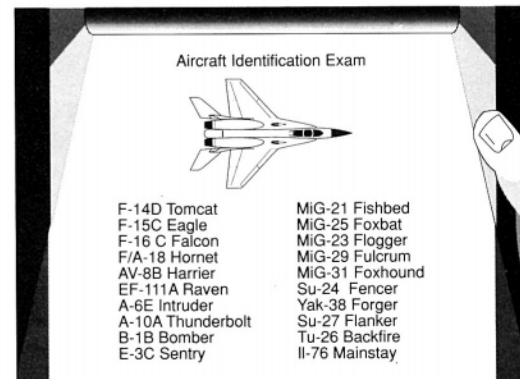 Aircraft Identification Exam
F-14D Tomcat
F-15C Eagle
F-16 C Falcon
F/A-18 Hornet
AV-8B Harrier
EF-111A Raven
A-6E Intruder
A-10A Thunderbolt
B-1B Bomber
E-3C Sentry
MiG-21 Fishbed
MiG-25 Foxbat
MiG-23 Flogger
MiG-29 Fulcrum
MiG-31 Foxhound
Su-24 Fencer
Yak-38 Forger
Su-27 Flanker
Tu-26 Backfire
Il-76 Mainstay